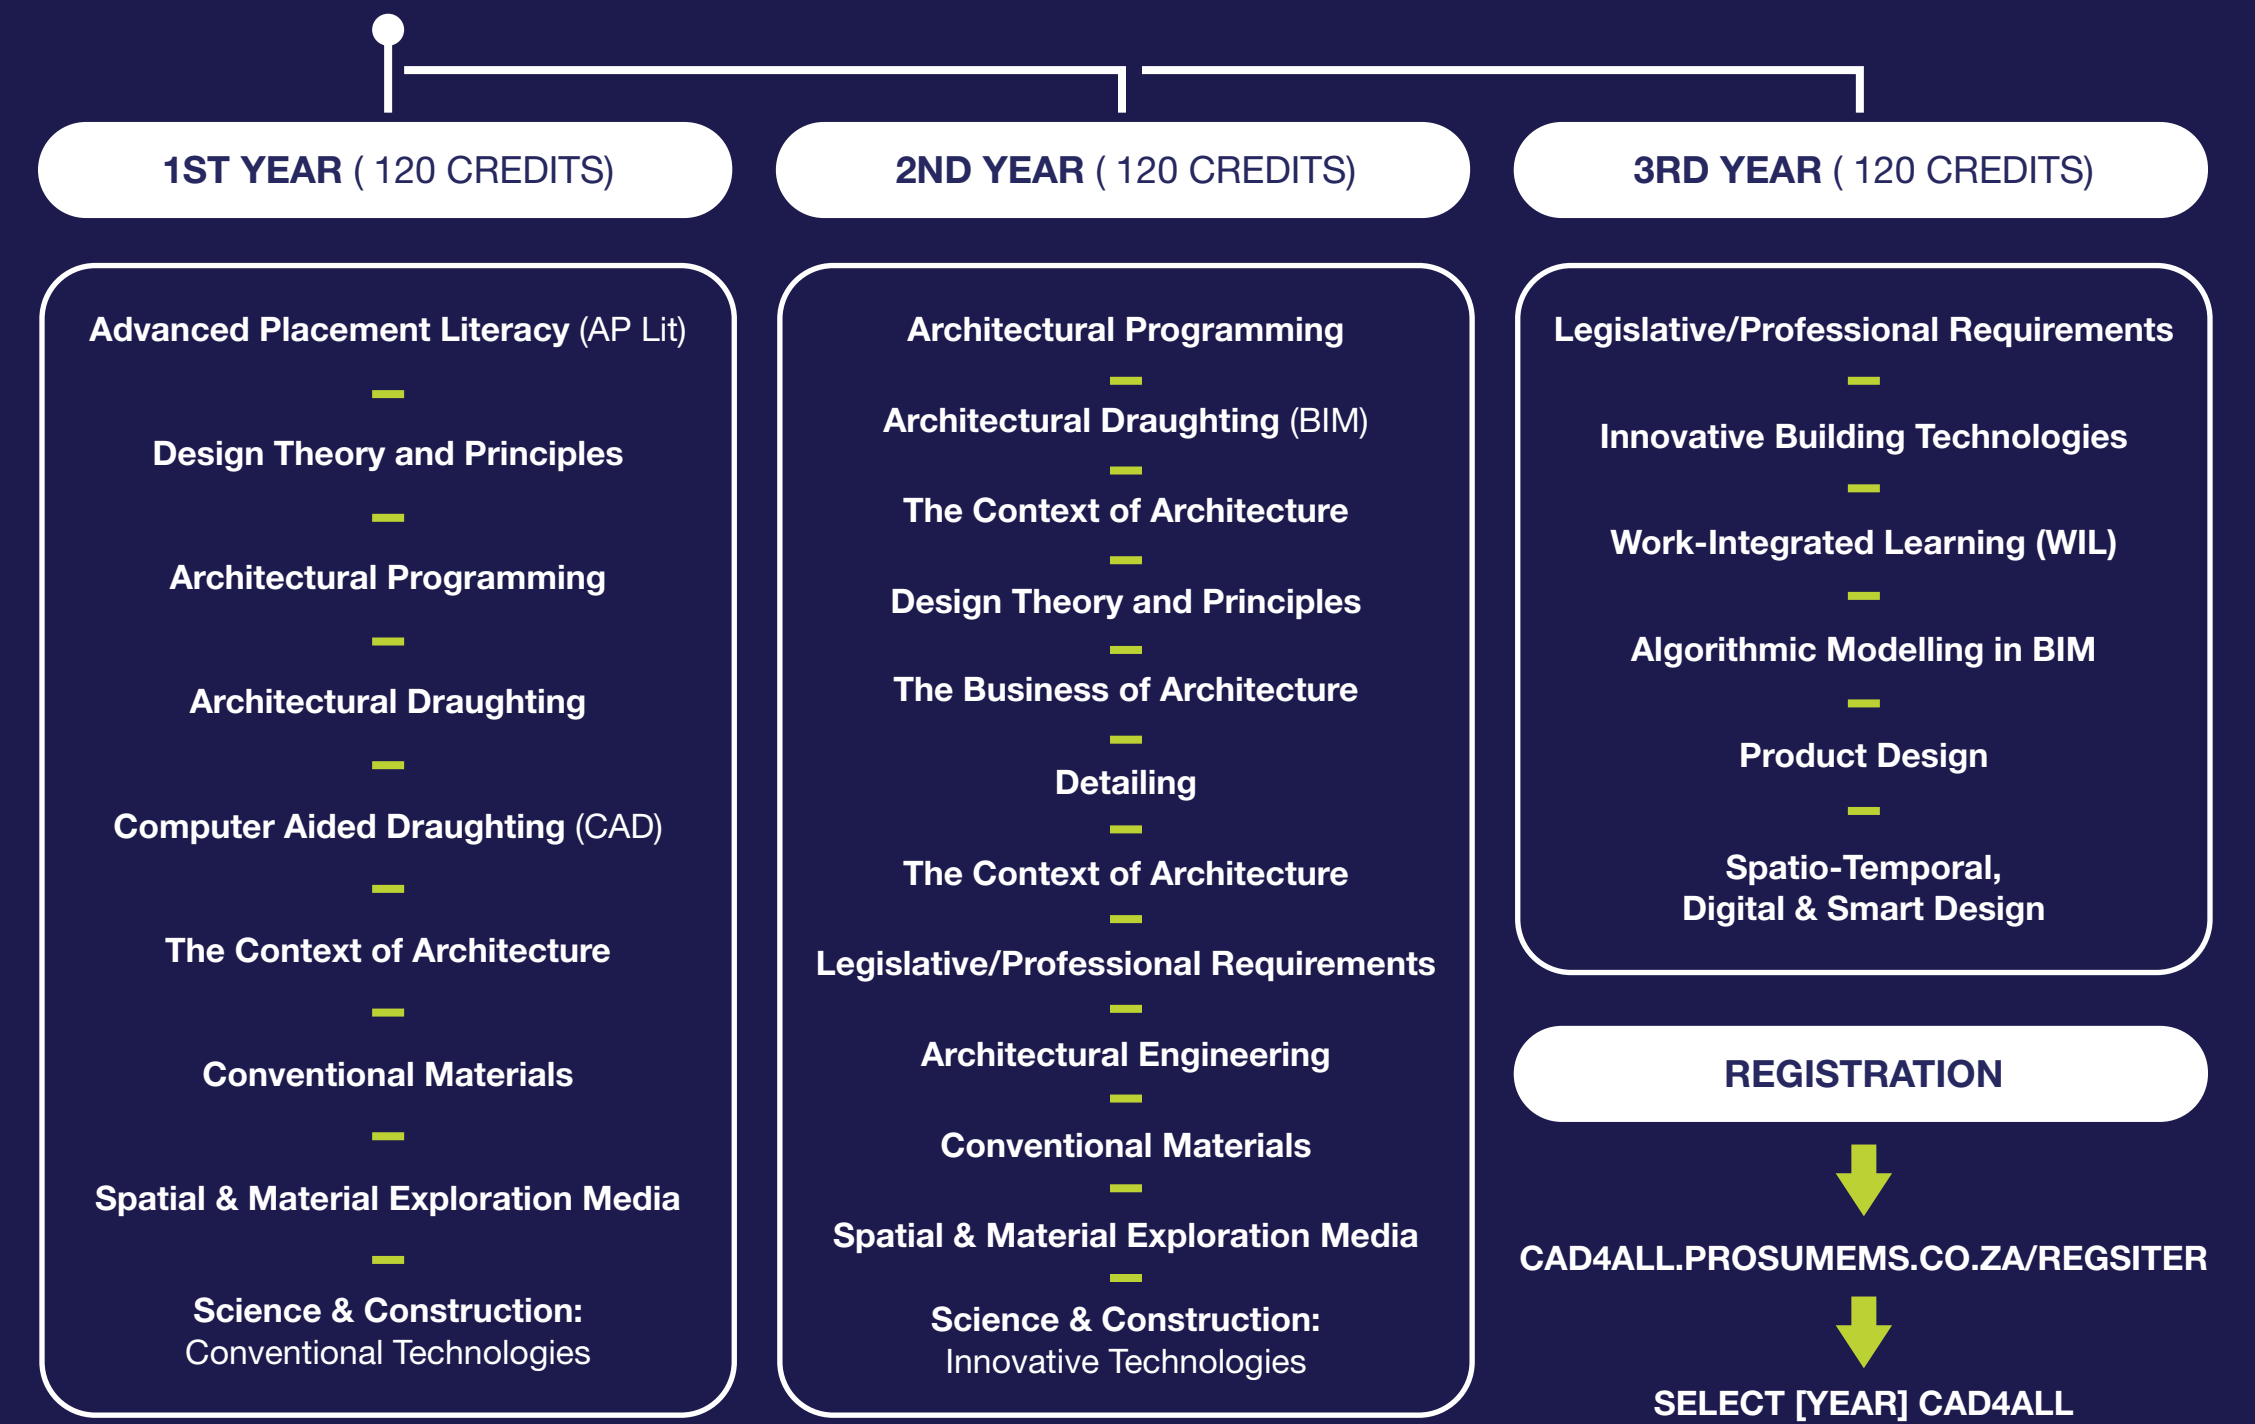 1ST YEAR ( 120 CREDITS)
Advanced Placement Literacy (AP Lit)
Design Theory and Principles
Architectural Programming
Architectural Draughting
Computer Aided Draughting (CAD)
The Context of Architecture
Conventional Materials
Spatial & Material Exploration Media
Science & Construction:
Conventional Technologies
2ND YEAR ( 120 CREDITS)
Architectural Programming
Architectural Draughting (BIM)
The Context of Architecture
Design Theory and Principles
The Business of Architecture
Detailing
The Context of Architecture
Legislative/Professional Requirements
Architectural Engineering
Conventional Materials
Spatial & Material Exploration Media
Science & Construction:
Innovative Technologies
3RD YEAR ( 120 CREDITS)
Legislative/Professional Requirements
Innovative Building Technologies
Work-Integrated Learning (WIL)
Algorithmic Modelling in BIM
Product Design
Spatio-Temporal,
Digital & Smart Design
REGISTRATION
CAD4ALL.PROSUMEMS.CO.ZA/REGSITER
SELECT [YEAR] CAD4ALL